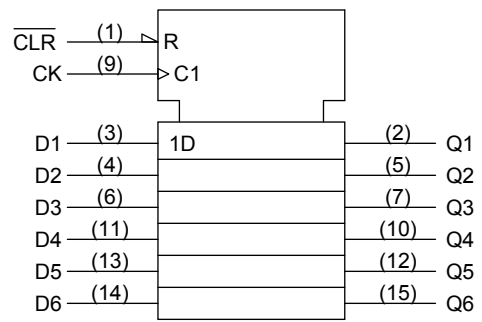 C̅L̅R̅ (1) R
CK (9) C1
D1 (3) 1D (2) Q1
D2 (4) (5) Q2
D3 (6) (7) Q3
D4 (11) (10) Q4
D5 (13) (12) Q5
D6 (14) (15) Q6